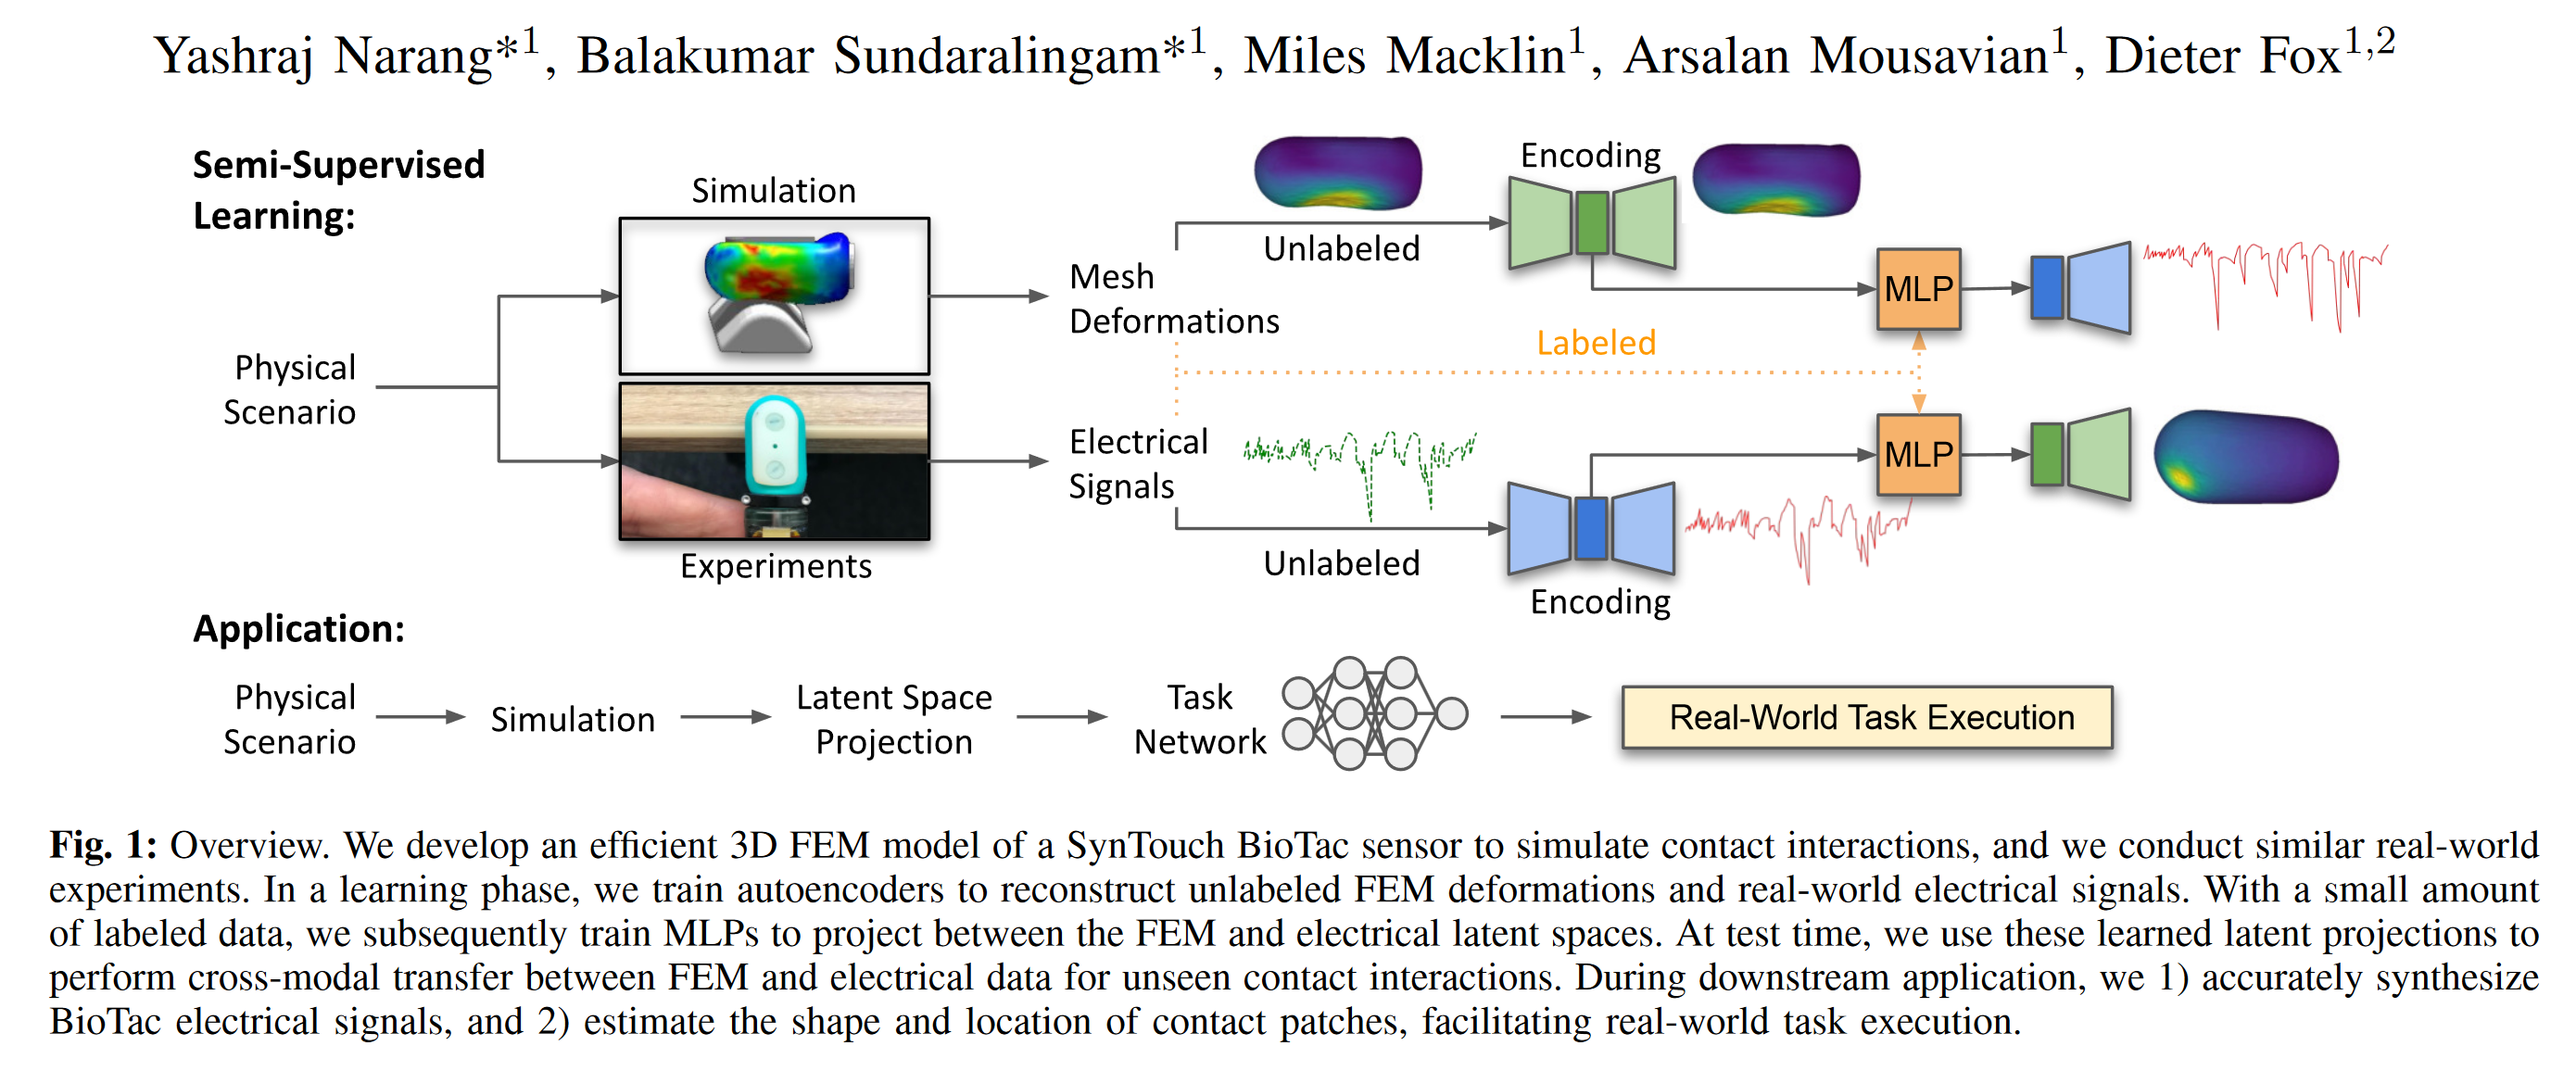 Yashraj Narang*1, Balakumar Sundaralingam*1, Miles Macklin1, Arsalan Mousavian1, Dieter Fox1,2
Semi-Supervised
Learning:
Physical
Scenario
Simulation
Experiments
Mesh
Deformations
Electrical
Signals
Unlabeled
Encoding
MLP
Labeled
Unlabeled
Encoding
MLP
Application:
Physical
Scenario
Simulation
Latent Space
Projection
Task
Network
Real-World Task Execution
Fig. 1: Overview. We develop an efficient 3D FEM model of a SynTouch BioTac sensor to simulate contact interactions, and we conduct similar real-world
experiments. In a learning phase, we train autoencoders to reconstruct unlabeled FEM deformations and real-world electrical signals. With a small amount
of labeled data, we subsequently train MLPs to project between the FEM and electrical latent spaces. At test time, we use these learned latent projections to
perform cross-modal transfer between FEM and electrical data for unseen contact interactions. During downstream application, we 1) accurately synthesize
BioTac electrical signals, and 2) estimate the shape and location of contact patches, facilitating real-world task execution.